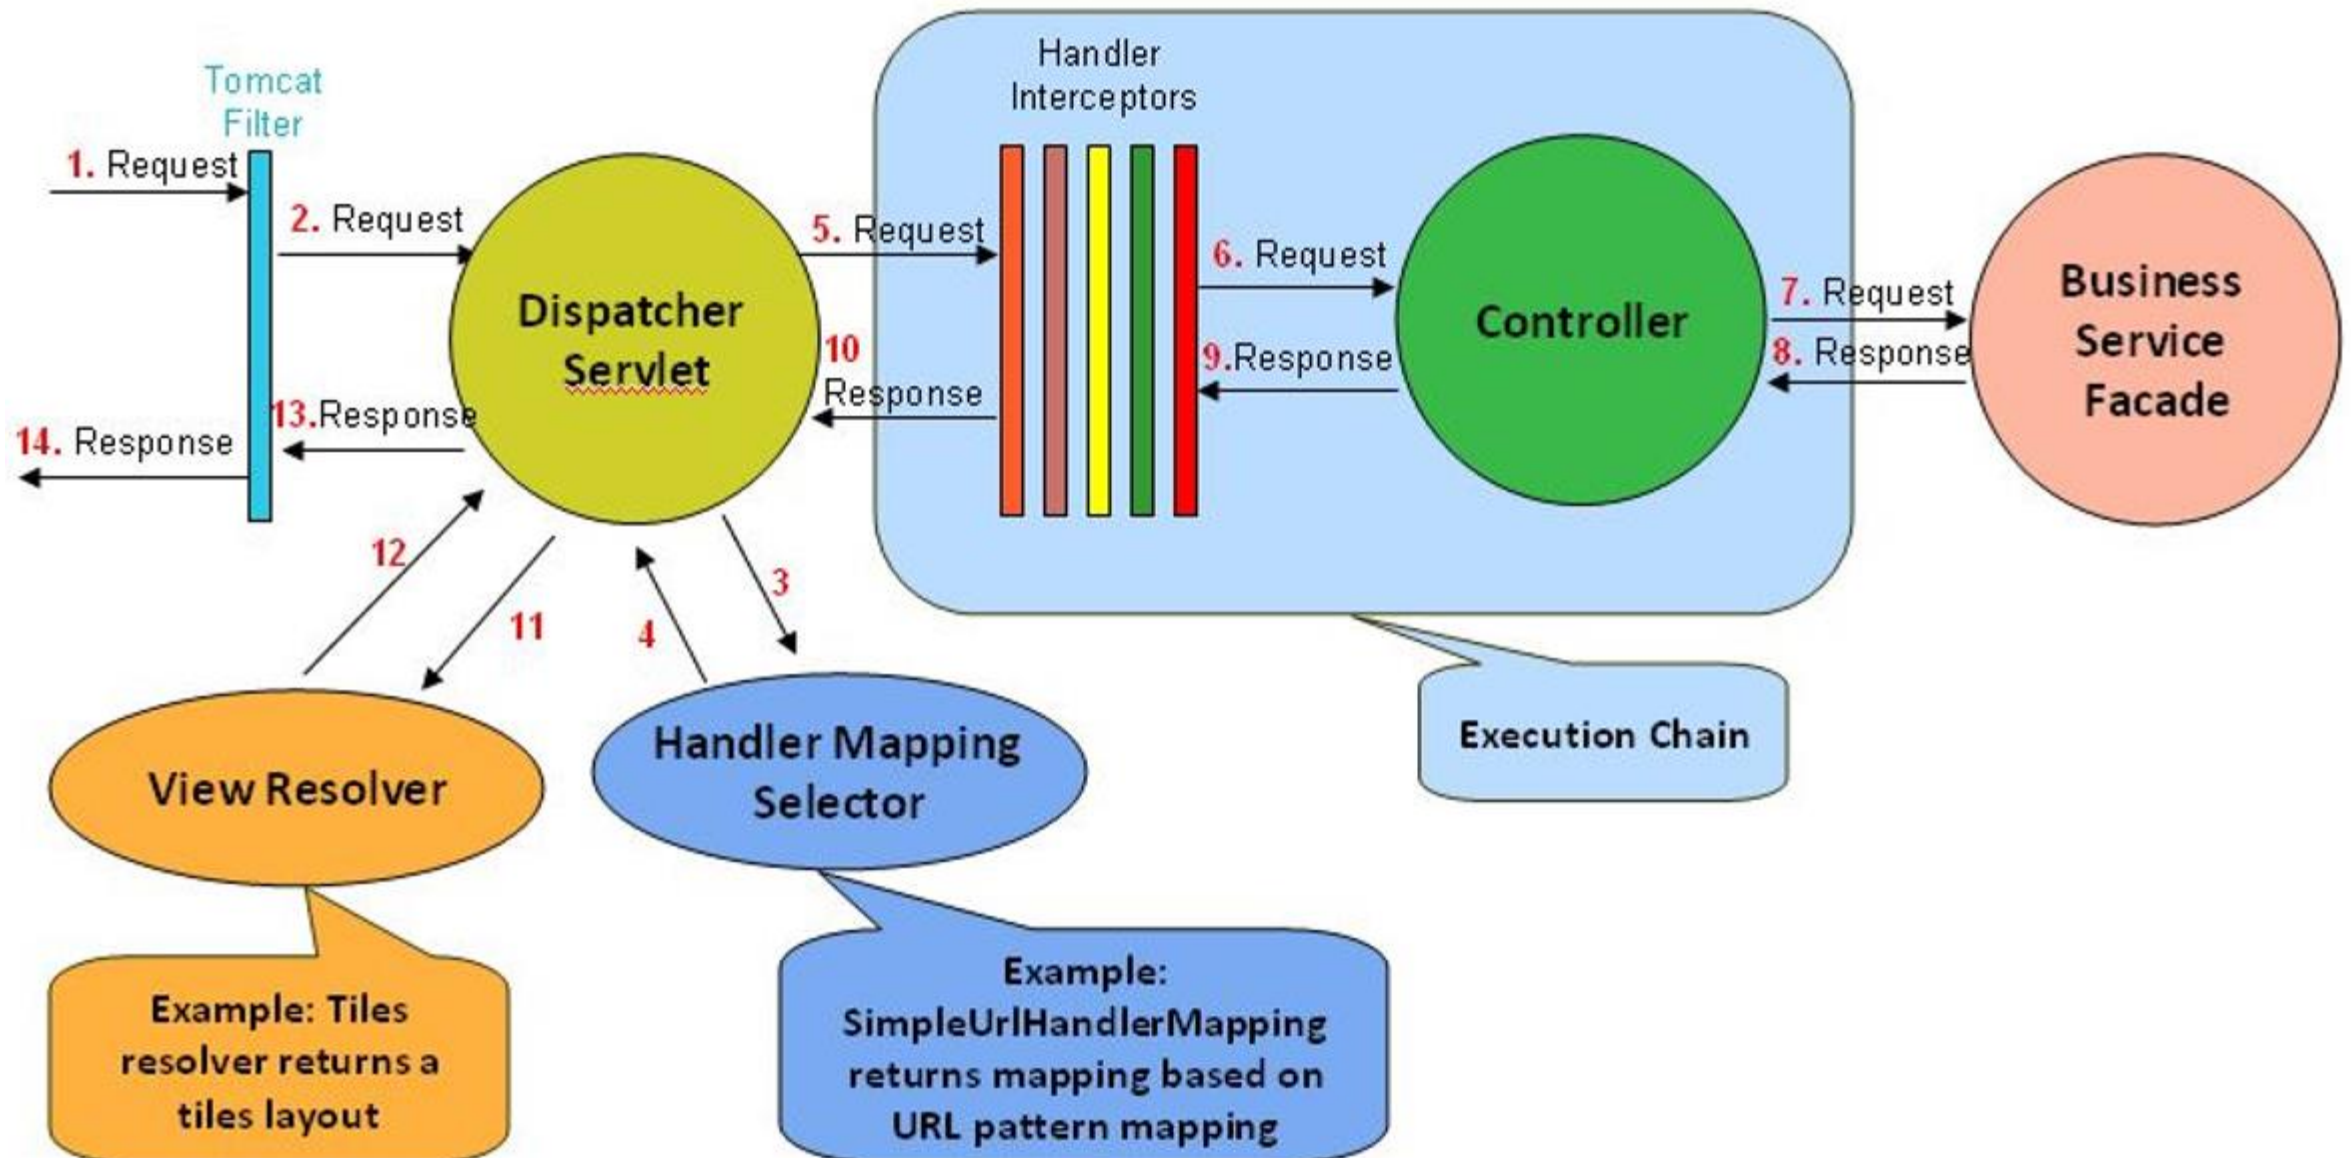 Handler
Interceptors
Tomcat
Filter
1. Request
2. Request
5. Request
6. Request
7. Request
Dispatcher
Servlet
Controller
Business
Service
Facade
10
Response
9.Response
8. Response
13.Response
14. Response
12
11
4
3
View Resolver
Handler Mapping
Selector
Execution Chain
Example: Tiles
resolver returns a
tiles layout
Example:
SimpleUrlHandlerMapping
returns mapping based on
URL pattern mapping